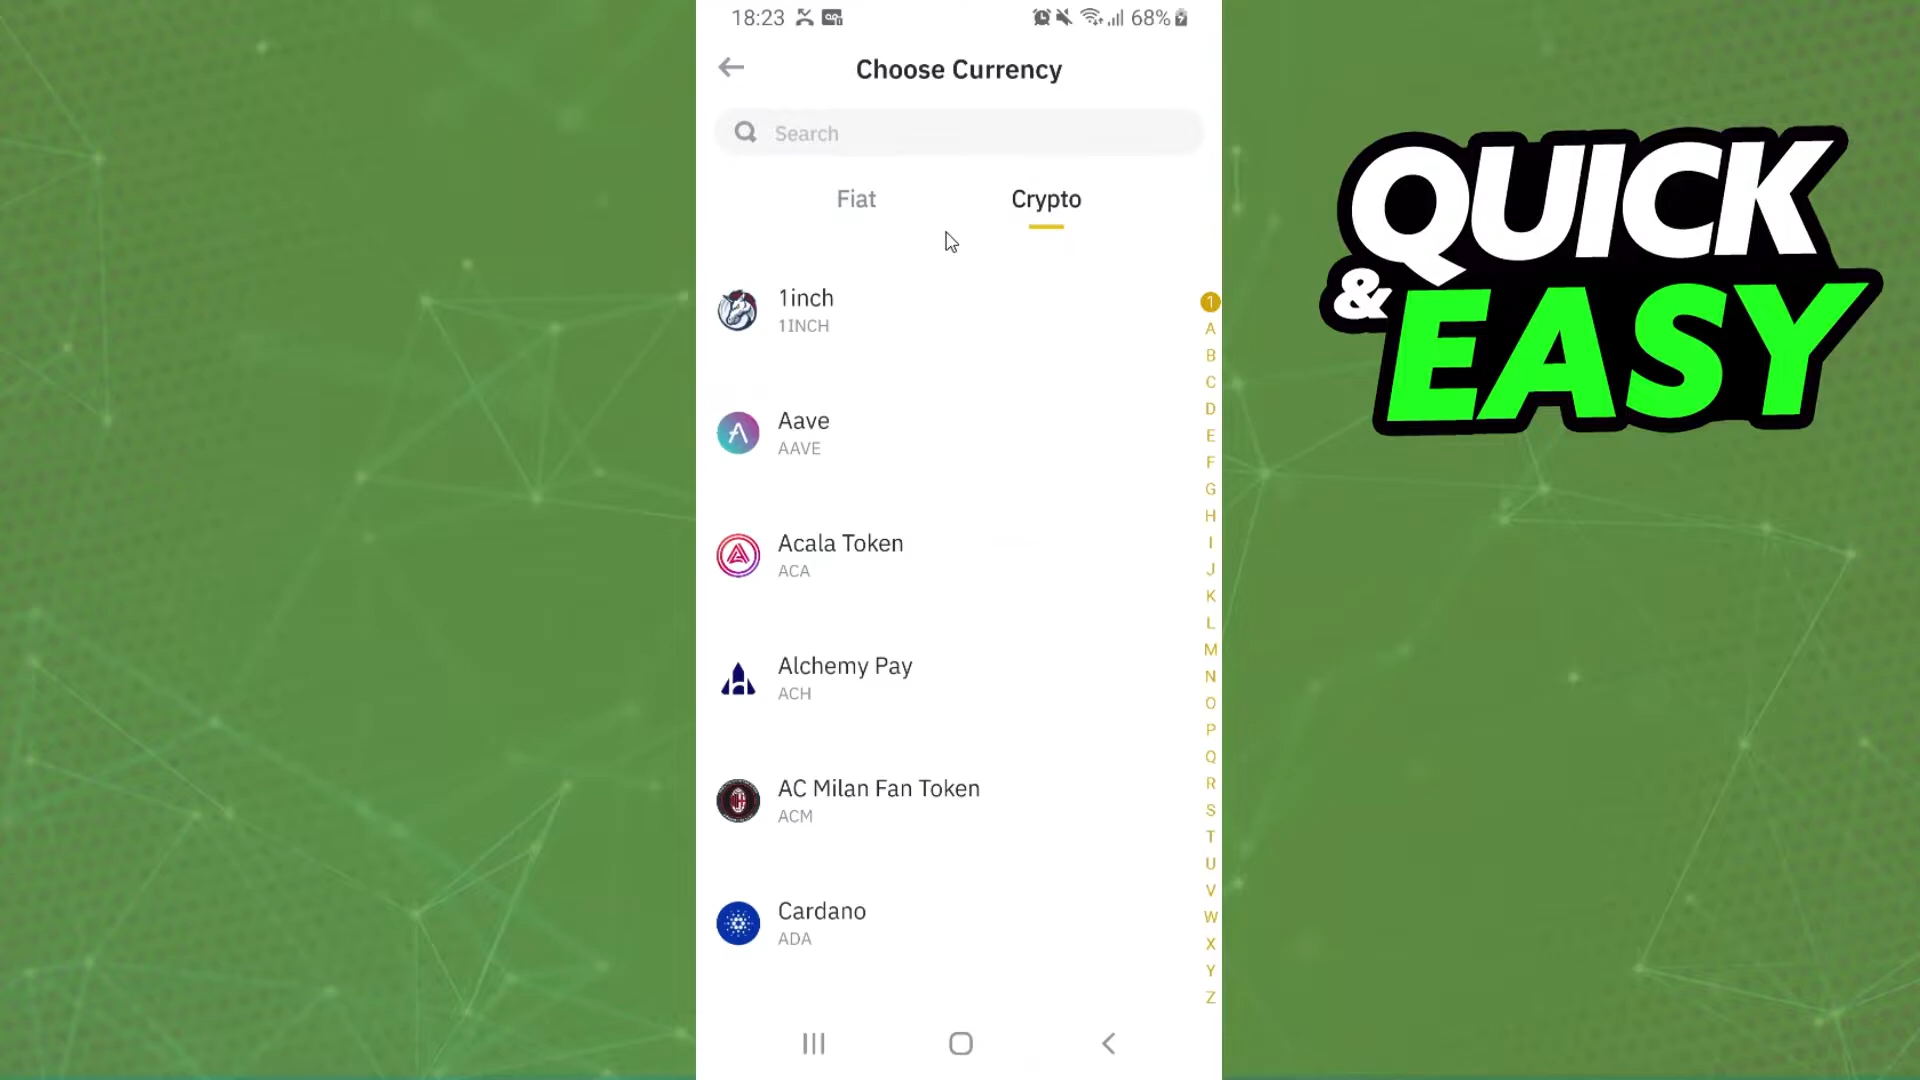 18:23
68%
Choose Currency
Search
Fiat
Crypto
1inch
1INCH
Aave
AAVE
Acala Token
ACA
Alchemy Pay
ACH
AC Milan Fan Token
ACM
Cardano
ADA
1
A
B
C
D
E
F
G
H
I
J
K
L
M
N
O
P
Q
R
S
T
U
V
W
X
Y
Z
QUICK
& EASY